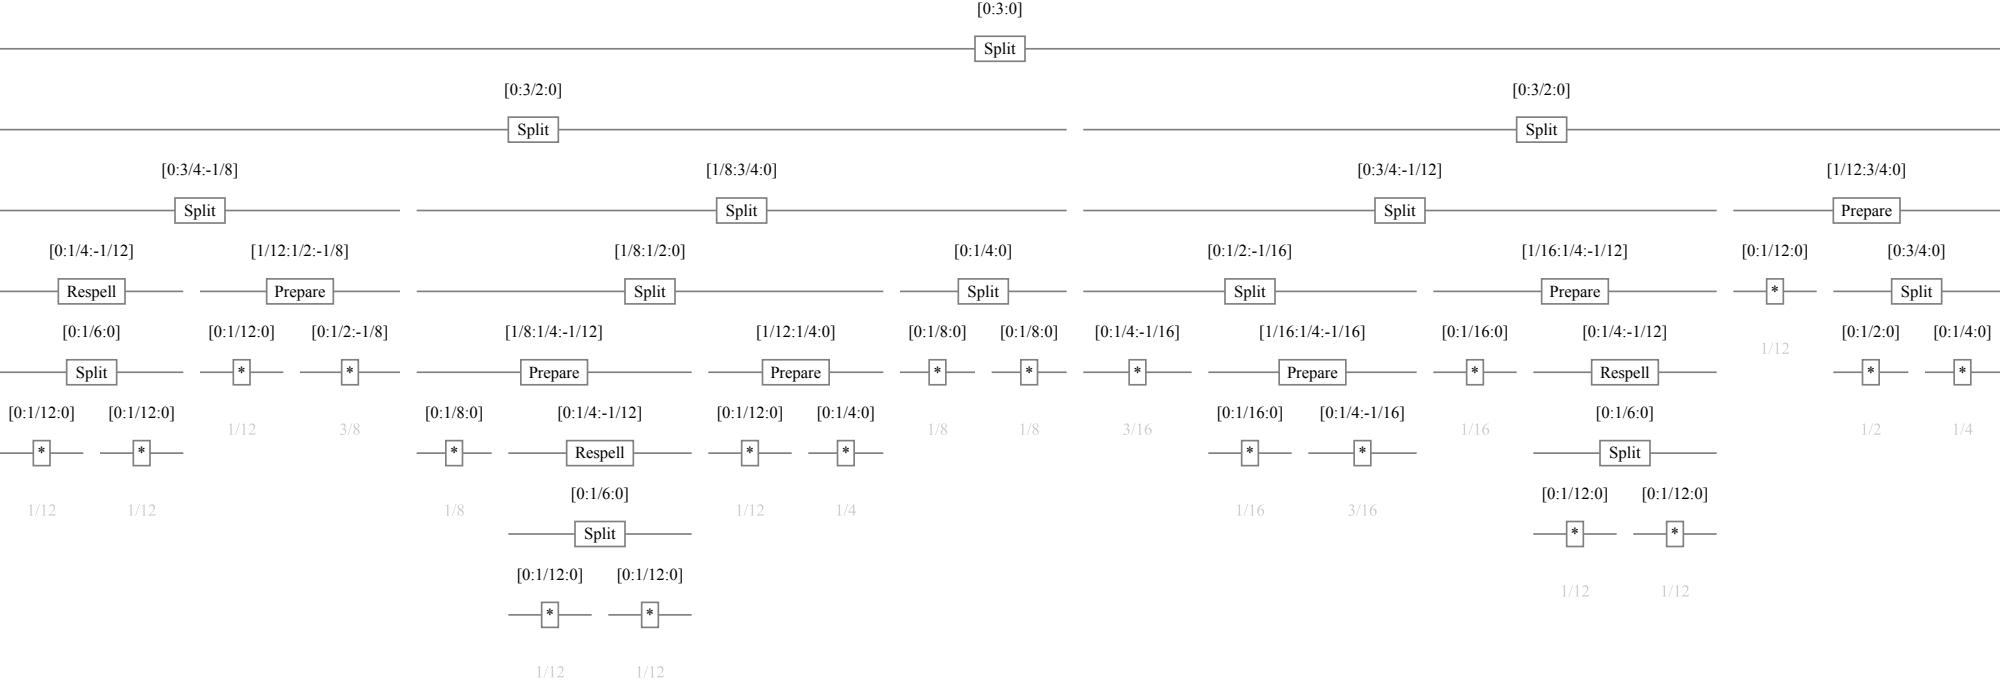 [0:3:0]
Split
[0:3/2:0] [0:3/2:0]
Split Split
[0:3/4:-1/8] [1/8:3/4:0] [0:3/4:-1/12] [1/12:3/4:0]
Split Split Split Prepare
[0:1/4:-1/12] [1/12:1/2:-1/8] [1/8:1/2:0] [0:1/4:0] [0:1/2:-1/16] [1/16:1/4:-1/12] [0:1/12:0] [0:3/4:0]
Respell Prepare Split Split Split Prepare * Split
[0:1/6:0] [0:1/12:0] [0:1/2:-1/8] [1/8:1/4:-1/12] [1/12:1/4:0] [0:1/8:0] [0:1/8:0] [0:1/4:-1/16] [1/16:1/4:-1/16] [0:1/16:0] [0:1/4:-1/12] [0:1/2:0] [0:1/4:0]
1/12
Split * * Prepare Prepare * * * Prepare * Respell * *
[0:1/12:0] [0:1/12:0] [0:1/8:0] [0:1/4:-1/12] [0:1/12:0] [0:1/4:0] [0:1/16:0] [0:1/4:-1/16] [0:1/6:0]
1/12 3/8 1/8 1/8 3/16 1/16 1/2 1/4
* * * Respell * * * * Split
[0:1/6:0] [0:1/12:0] [0:1/12:0]
1/12 1/12 1/8 1/12 1/4 1/16 3/16
Split * *
[0:1/12:0] [0:1/12:0]
1/12 1/12
* *
1/12 1/12